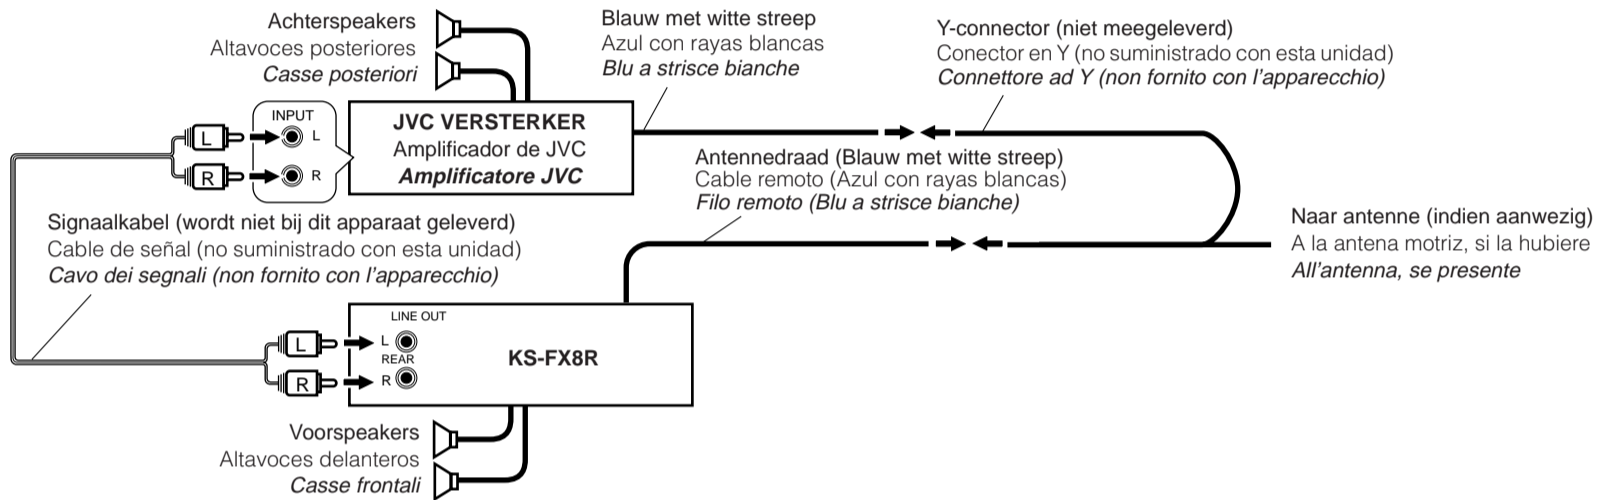 Achterspeakers
Altavoces posteriores
Casse posteriori
Blauw met witte streep
Azul con rayas blancas
Blu a strisce bianche
Y-connector (niet meegeleverd)
Conector en Y (no suministrado con esta unidad)
Connettore ad Y (non fornito con l'apparecchio)
INPUT
L
L
R
R
JVC VERSTERKER
Amplificador de JVC
Amplificatore JVC
Antennedraad (Blauw met witte streep)
Cable remoto (Azul con rayas blancas)
Filo remoto (Blu a strisce bianche)
Signaalkabel (wordt niet bij dit apparaat geleverd)
Cable de señal (no suministrado con esta unidad)
Cavo dei segnali (non fornito con l'apparecchio)
Naar antenne (indien aanwezig)
A la antena motriz, si la hubiere
All'antenna, se presente
LINE OUT
L
L
REAR
R
R
KS-FX8R
Voorspeakers
Altavoces delanteros
Casse frontali